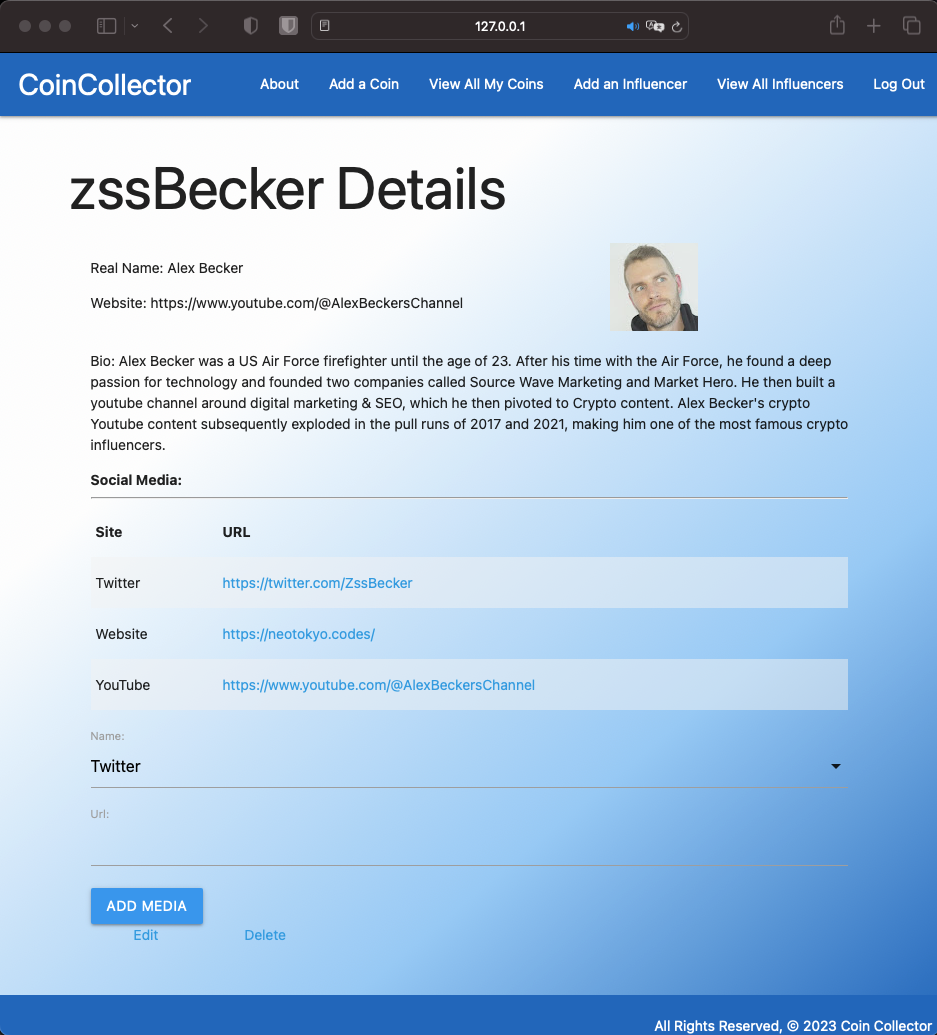 127.0.0.1
CoinCollector About Add a Coin View All My Coins Add an Influencer View All Influencers Log Out
zssBecker Details
Real Name: Alex Becker
Website: https://www.youtube.com/@AlexBeckersChannel
Bio: Alex Becker was a US Air Force firefighter until the age of 23. After his time with the Air Force, he found a deep
passion for technology and founded two companies called Source Wave Marketing and Market Hero. He then built a
youtube channel around digital marketing & SEO, which he then pivoted to Crypto content. Alex Becker's crypto
Youtube content subsequently exploded in the pull runs of 2017 and 2021, making him one of the most famous crypto
influencers.
Social Media:
Site URL
Twitter https://twitter.com/ZssBecker
Website https://neotokyo.codes/
YouTube https://www.youtube.com/@AlexBeckersChannel
Name:
Twitter
Url:
ADD MEDIA
Edit Delete
All Rights Reserved, © 2023 Coin Collector